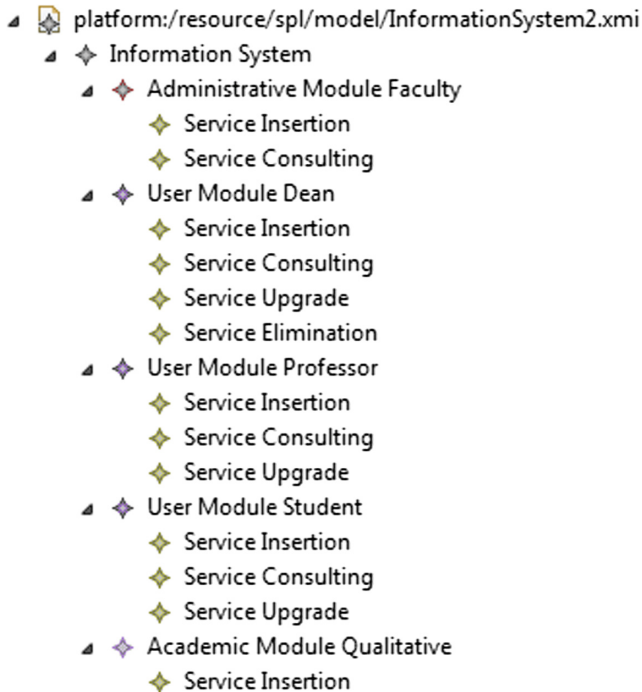 platform:/resource/spl/model/InformationSystem2.xmi
Information System
Administrative Module Faculty
Service Insertion
Service Consulting
User Module Dean
Service Insertion
Service Consulting
Service Upgrade
Service Elimination
User Module Professor
Service Insertion
Service Consulting
Service Upgrade
User Module Student
Service Insertion
Service Consulting
Service Upgrade
Academic Module Qualitative
Service Insertion